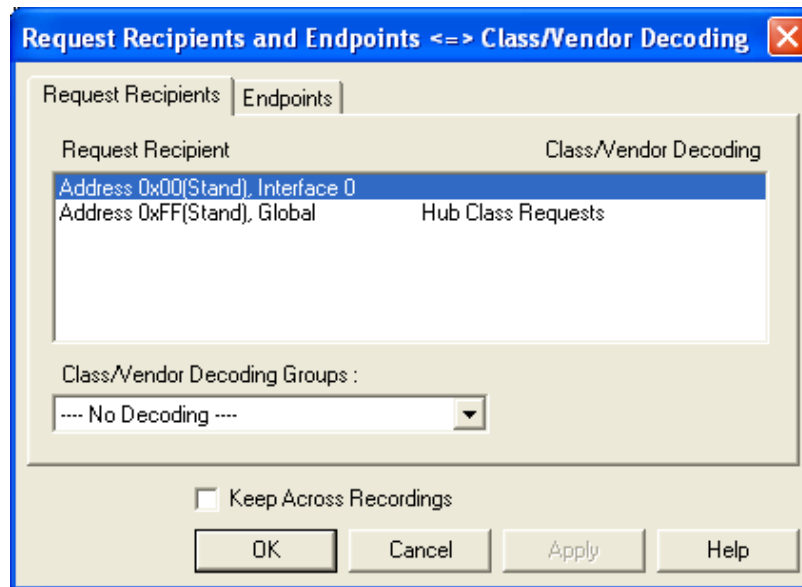 Request Recipients and Endpoints <=> Class/Vendor Decoding
Request Recipients Endpoints
Request Recipient Class/Vendor Decoding
Address 0x00(Stand), Interface 0
Address 0xFF(Stand), Global Hub Class Requests
Class/Vendor Decoding Groups :
---- No Decoding ----
Keep Across Recordings
OK Cancel Apply Help